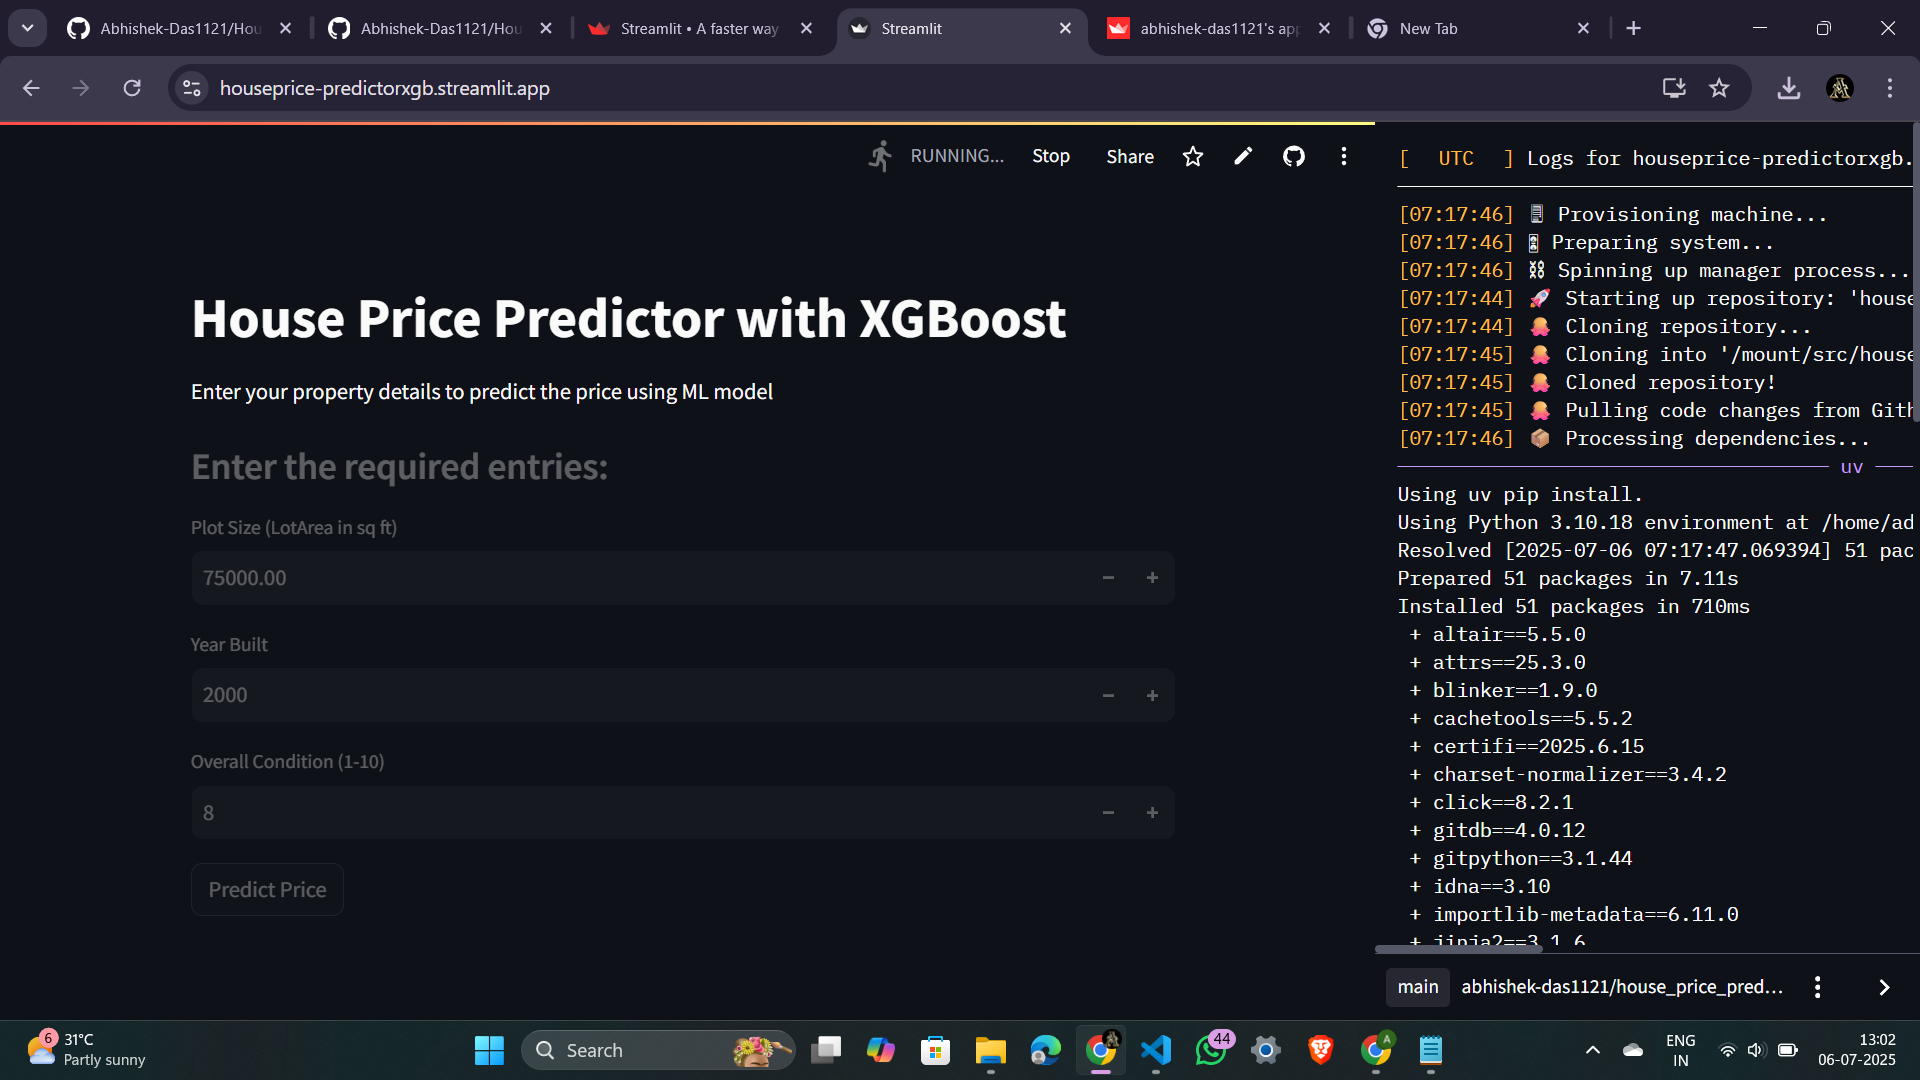 Abhishek-Das1121/Hou
Abhishek-Das1121/Hou
Streamlit • A faster way
Streamlit
abhishek-das1121's app
New Tab
houseprice-predictorxgb.streamlit.app
RUNNING...
Stop
Share
House Price Predictor with XGBoost
Enter your property details to predict the price using ML model
Enter the required entries:
Plot Size (LotArea in sq ft)
75000.00
Year Built
2000
Overall Condition (1-10)
8
Predict Price
[ UTC ] Logs for houseprice-predictorxgb.
[07:17:46] Provisioning machine...
[07:17:46] Preparing system...
[07:17:46] Spinning up manager process...
[07:17:44] Starting up repository: 'house
[07:17:44] Cloning repository...
[07:17:45] Cloning into '/mount/src/house
[07:17:45] Cloned repository!
[07:17:45] Pulling code changes from Gith
[07:17:46] Processing dependencies...
uv
Using uv pip install.
Using Python 3.10.18 environment at /home/ad
Resolved [2025-07-06 07:17:47.069394] 51 pac
Prepared 51 packages in 7.11s
Installed 51 packages in 710ms
+ altair==5.5.0
+ attrs==25.3.0
+ blinker==1.9.0
+ cachetools==5.5.2
+ certifi==2025.6.15
+ charset-normalizer==3.4.2
+ click==8.2.1
+ gitdb==4.0.12
+ gitpython==3.1.44
+ idna==3.10
+ importlib-metadata==6.11.0
+ jinja2==3.1.6
main
abhishek-das1121/house_price_pred...
6
31°C
Partly sunny
Search
44
A
ENG
IN
13:02
06-07-2025